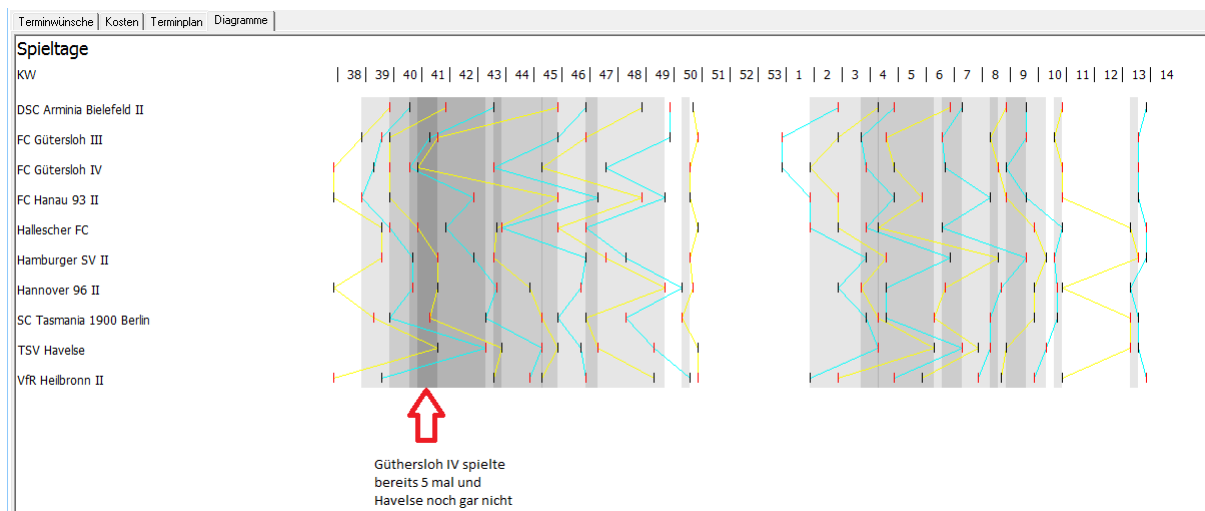 Terminwünsche Kosten Terminplan Diagramme
Spieltage
KW | 38 | 39 | 40 | 41 | 42 | 43 | 44 | 45 | 46 | 47 | 48 | 49 | 50 | 51 | 52 | 53 | 1 | 2 | 3 | 4 | 5 | 6 | 7 | 8 | 9 | 10 | 11 | 12 | 13 | 14
DSC Arminia Bielefeld II
FC Gütersloh III
FC Gütersloh IV
FC Hanau 93 II
Hallescher FC
Hamburger SV II
Hannover 96 II
SC Tasmania 1900 Berlin
TSV Havelse
VfR Heilbronn II
Güthersloh IV spielte
bereits 5 mal und
Havelse noch gar nicht